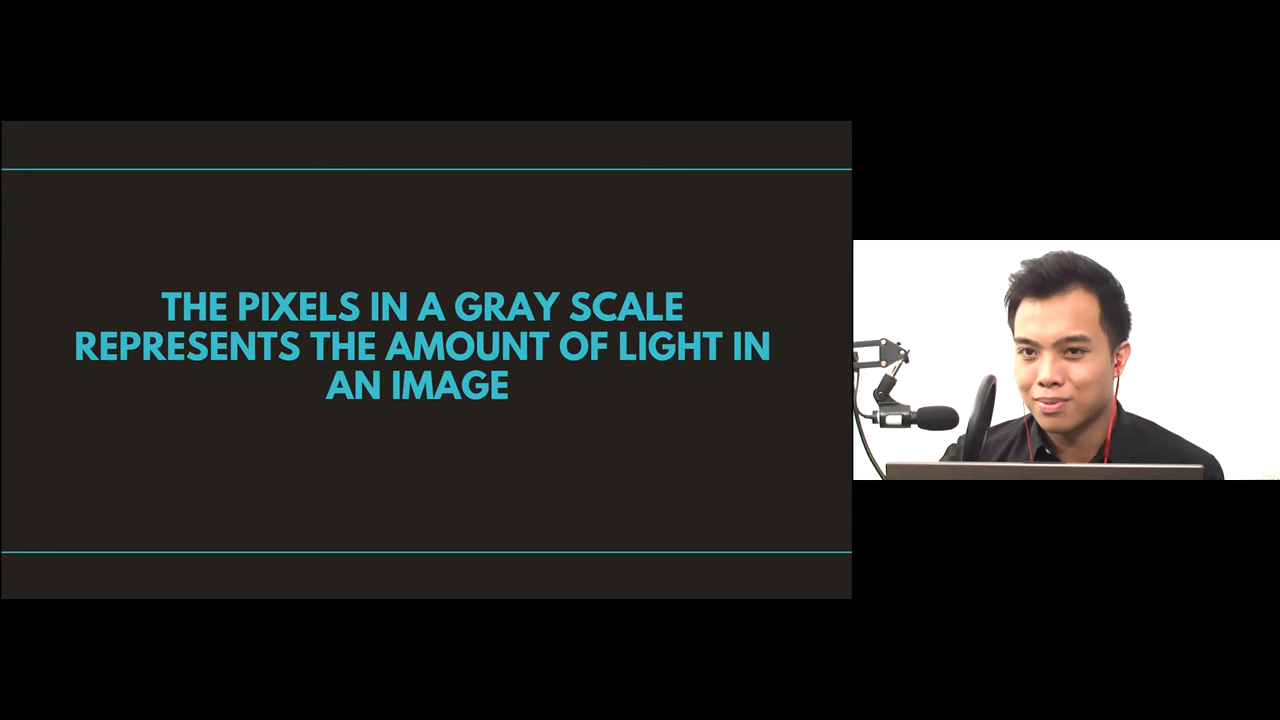 THE PIXELS IN A GRAY SCALE
REPRESENTS THE AMOUNT OF LIGHT IN
AN IMAGE